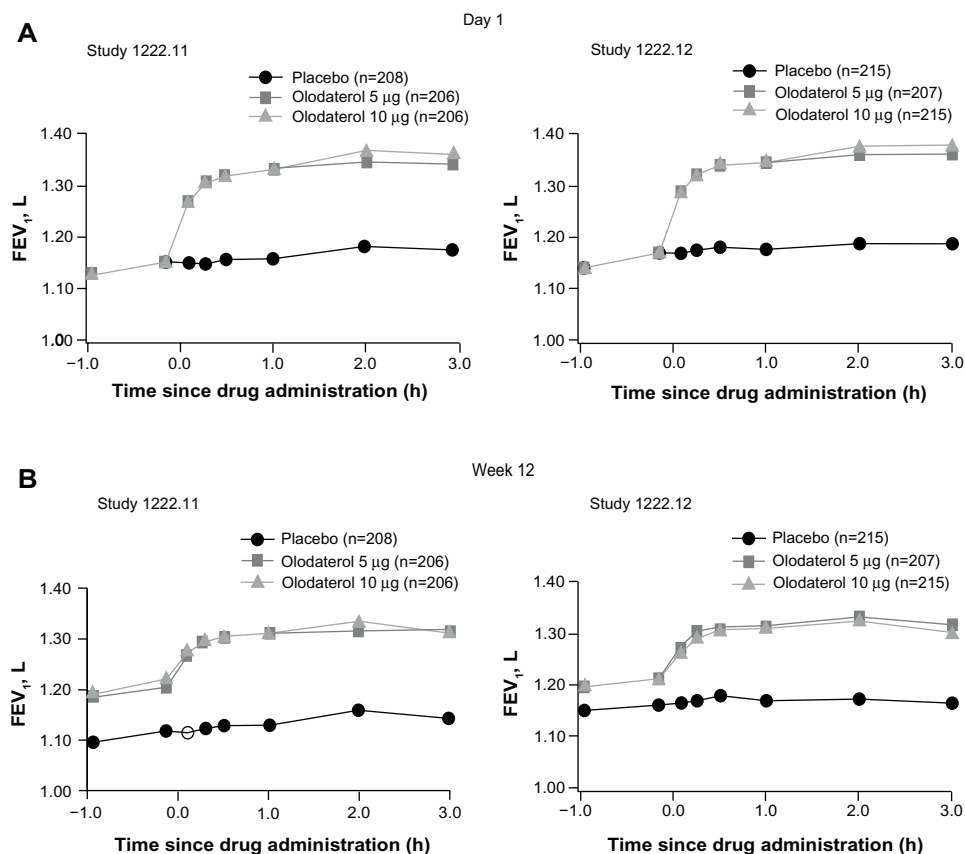 A
Day 1
Study 1222.11
Placebo (n=208)
Olodaterol 5 μg (n=206)
Olodaterol 10 μg (n=206)
1.40
1.30
1.20
1.10
1.00
FEV1, L
−1.0 0.0 1.0 2.0 3.0
Time since drug administration (h)
Study 1222.12
Placebo (n=215)
Olodaterol 5 μg (n=207)
Olodaterol 10 μg (n=215)
1.40
1.30
1.20
1.10
1.00
FEV1, L
−1.0 0.0 1.0 2.0 3.0
Time since drug administration (h)
B
Week 12
Study 1222.11
Placebo (n=208)
Olodaterol 5 μg (n=206)
Olodaterol 10 μg (n=206)
1.40
1.30
1.20
1.10
1.00
FEV1, L
−1.0 0.0 1.0 2.0 3.0
Time since drug administration (h)
Study 1222.12
Placebo (n=215)
Olodaterol 5 μg (n=207)
Olodaterol 10 μg (n=215)
1.40
1.30
1.20
1.10
1.00
FEV1, L
−1.0 0.0 1.0 2.0 3.0
Time since drug administration (h)